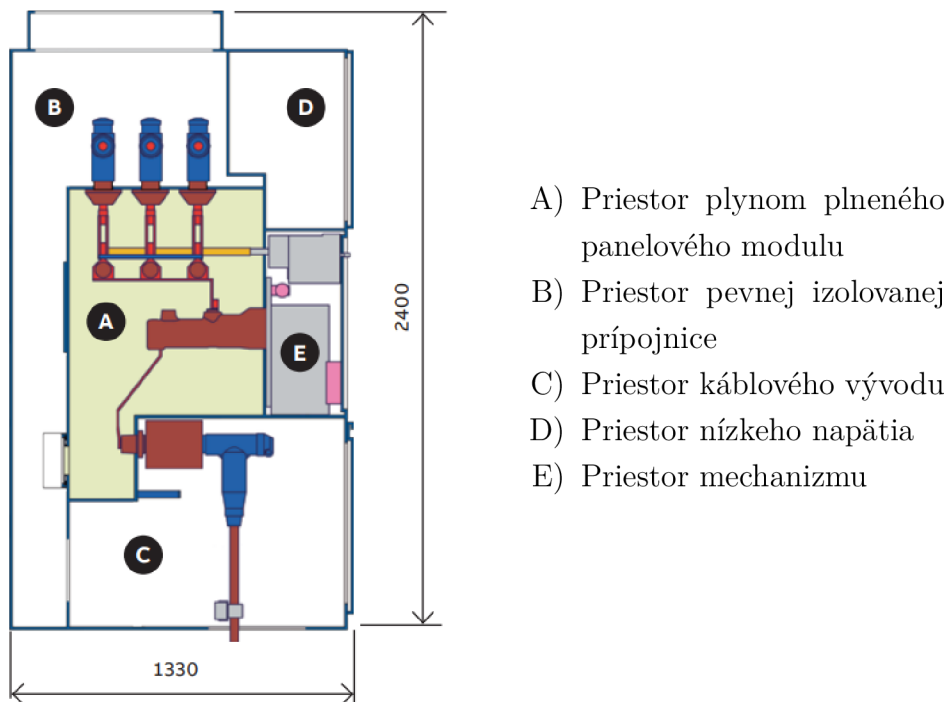 B
D
A
E
C
2400
1330
A) Priestor plynom plneného
panelového modulu
B) Priestor pevnej izolovanej
prípojnice
C) Priestor káblového vývodu
D) Priestor nízkeho napätia
E) Priestor mechanizmu